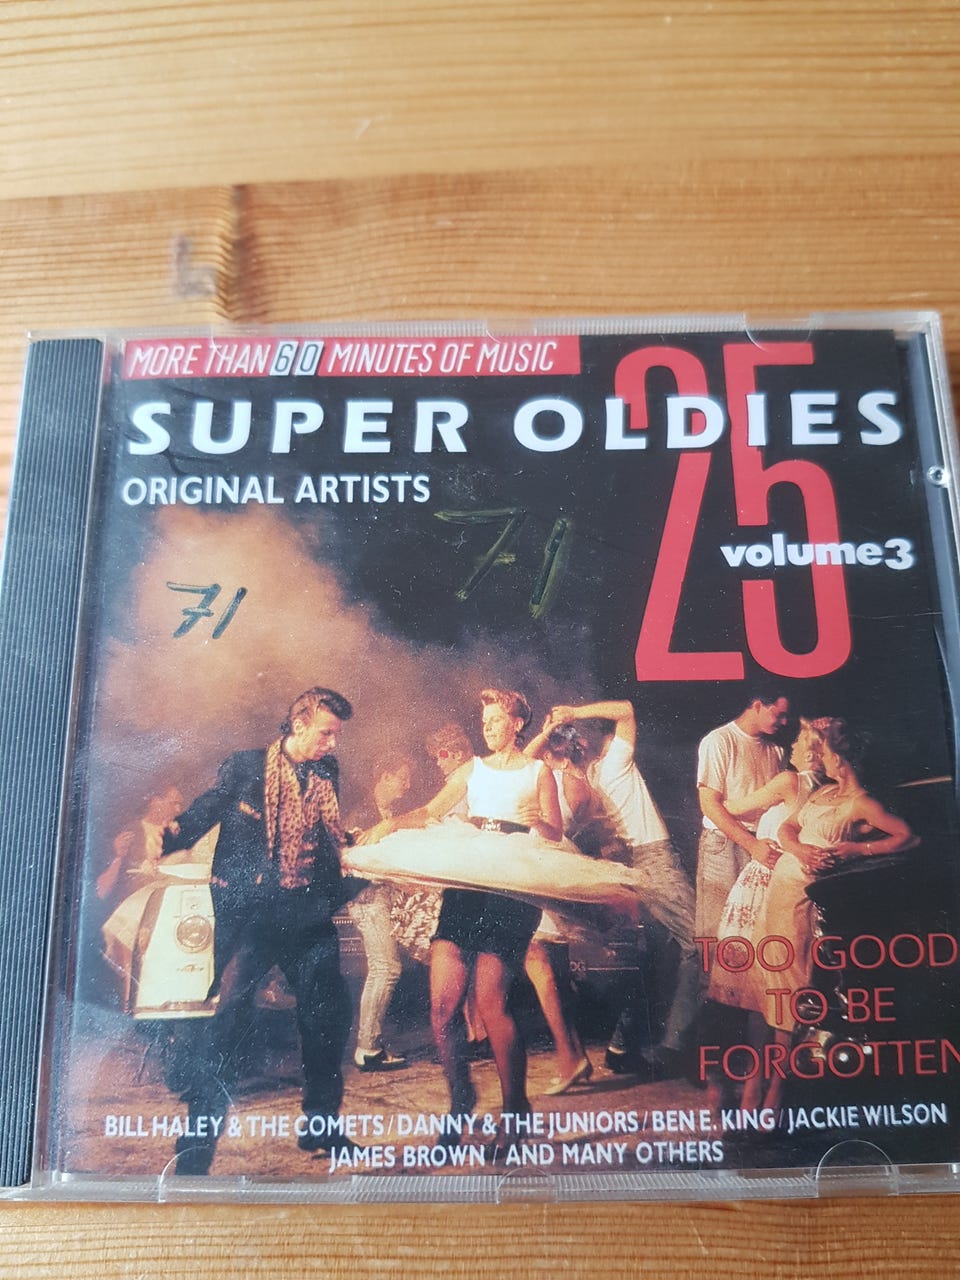 MORE THAN 60 MINUTES OF MUSIC
25
SUPER OLDIES
ORIGINAL ARTISTS
71
volume3
71
TOO GOOD
TO BE
FORGOTTEN
BILL HALEY & THE COMETS / DANNY & THE JUNIORS / BEN E. KING / JACKIE WILSON
JAMES BROWN / AND MANY OTHERS